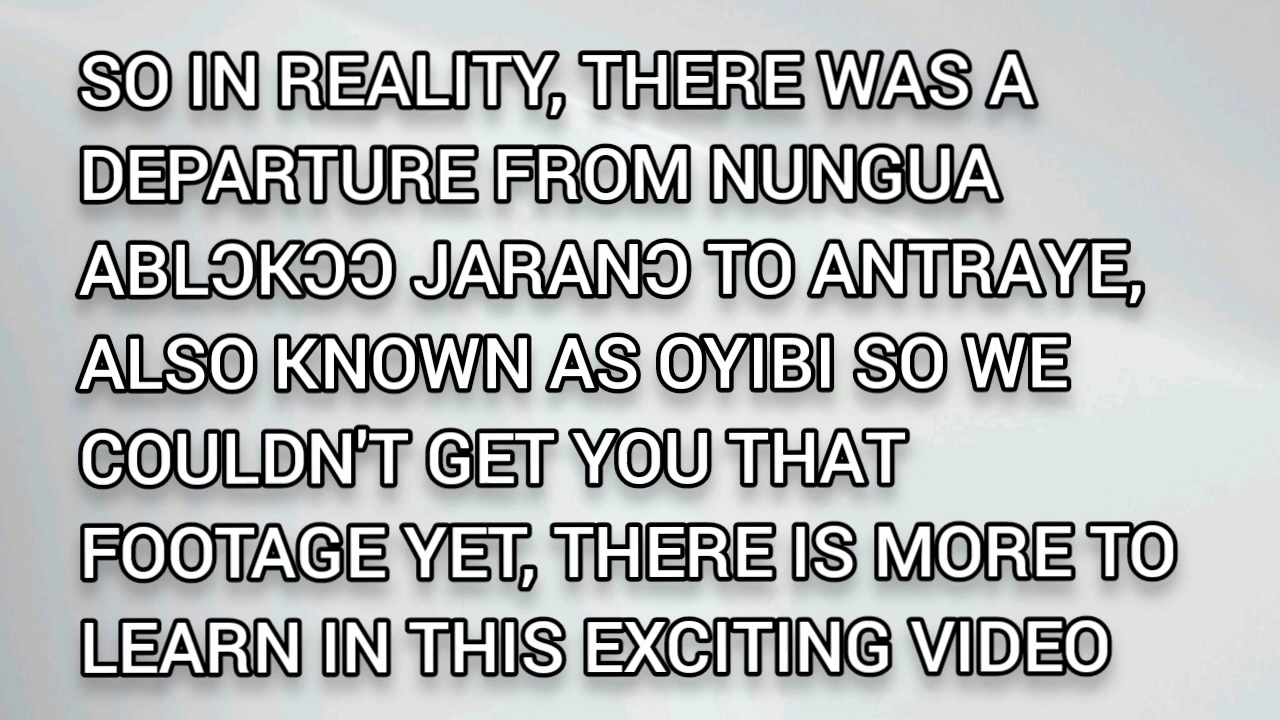 SO IN REALITY, THERE WAS A
DEPARTURE FROM NUNGUA
ABLƆKƆƆ JARANƆ TO ANTRAYE,
ALSO KNOWN AS OYIBI SO WE
COULDN'T GET YOU THAT
FOOTAGE YET, THERE IS MORE TO
LEARN IN THIS EXCITING VIDEO